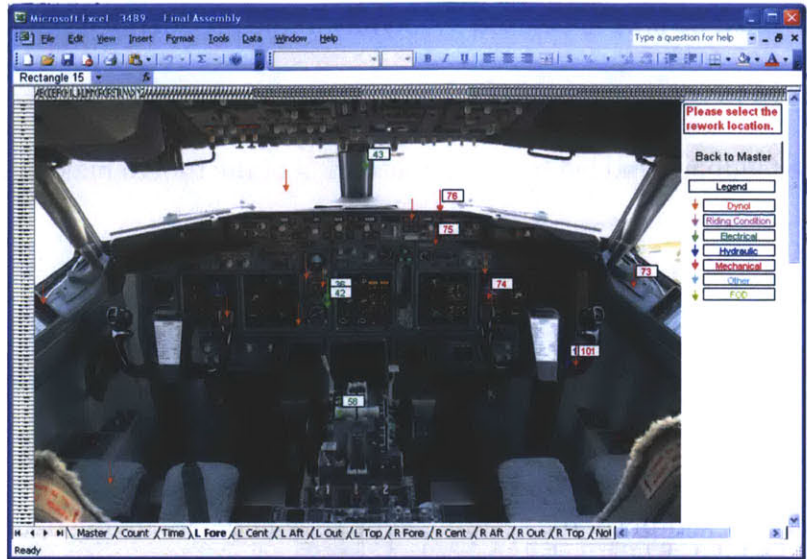 Microsoft Excel 3489 Final Assembly
File Edit View Insert Format Tools Data Window Help
Type a question for help
Rectangle 15
fx
Please select the
rework location.
Back to Master
Legend
Dynol
Riding Condition
Electrical
Hydraulic
Mechanical
Other
FOD
43
76
75
73
36
74
42
101
58
Master Count Time L Fore L Cent L Aft L Out L Top R Fore R Cent R Aft R Out R Top
Ready